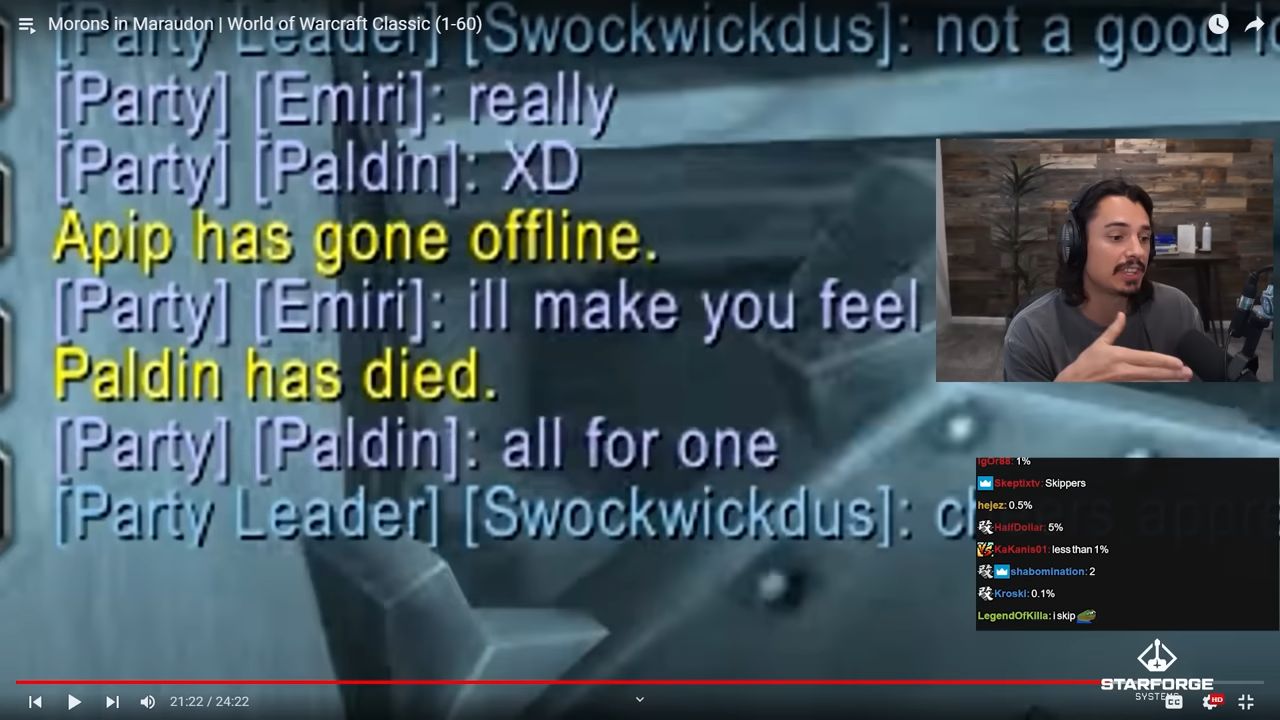 Morons in Maraudon | World of Warcraft Classic (1-60)
[Party Leader] [Swockwickdus]: not a good
[Party] [Emiri]: really
[Party] [Paldin]: XD
Apip has gone offline.
[Party] [Emiri]: ill make you feel
Paldin has died.
[Party] [Paldin]: all for one
[Party Leader] [Swockwickdus]:
IgOr88: 1%
Skeptixtv: Skippers
hejez: 0.5%
HalfDollar: 5%
KaKanis01: less than 1%
shabomination: 2
Kroski: 0.1%
LegendOfKilla: i skip
STARFORGE
SYSTEMS
21:22 / 24:22
CC
HD